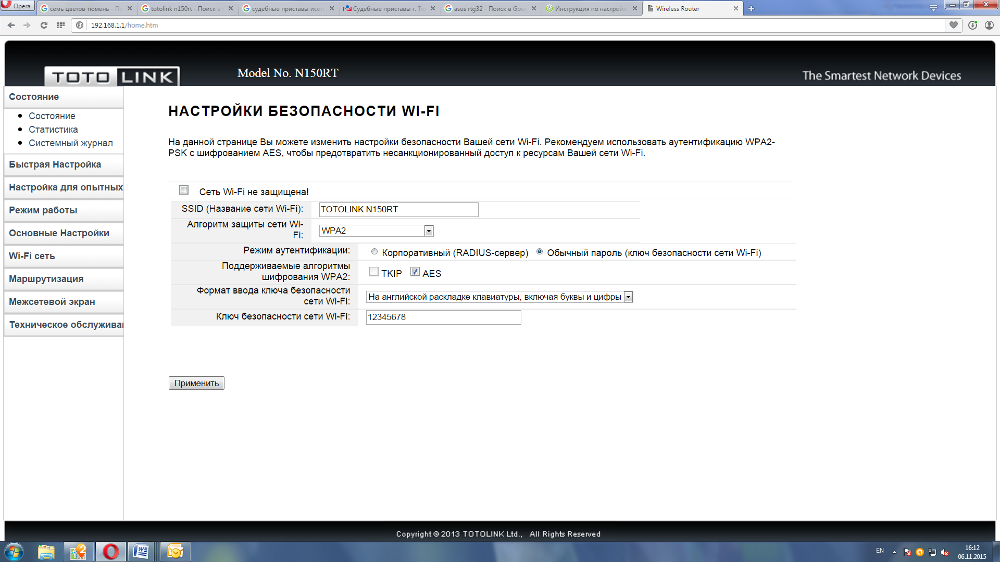 Opera
семь цветов тюмень - П
totolink n150rt - Поиск в
судебные приставы исет
Судебные приставы г. Тю
asus rtg32 - Поиск в Goo
Инструкция по настройк
Wireless Router
192.168.1.1/home.htm
TOTO LINK
Model No. N150RT
The Smartest Network Devices
Состояние
Состояние
Статистика
Системный журнал
Быстрая Настройка
Настройка для опытных
Режим работы
Основные Настройки
Wi-Fi сеть
Маршрутизация
Межсетевой экран
Техническое обслужива
НАСТРОЙКИ БЕЗОПАСНОСТИ WI-FI
На данной странице Вы можете изменить настройки безопасности Вашей сети Wi-Fi. Рекомендуем использовать аутентификацию WPA2-
PSK с шифрованием AES, чтобы предотвратить несанкционированный доступ к ресурсам Вашей сети Wi-Fi.
Сеть Wi-Fi не защищена!
SSID (Название сети Wi-Fi): TOTOLINK N150RT
Алгоритм защиты сети Wi-
Fi: WPA2
Режим аутентификации: Корпоративный (RADIUS-сервер) Обычный пароль (ключ безопасности сети Wi-Fi)
Поддерживаемые алгоритмы
шифрования WPA2: TKIP AES
Формат ввода ключа безопасности
сети Wi-Fi: На английской раскладке клавиатуры, включая буквы и цифры
Ключ безопасности сети Wi-Fi: 12345678
Применить
Copyright © 2013 TOTOLINK Ltd., All Rights Reserved
EN
16:12
06.11.2015